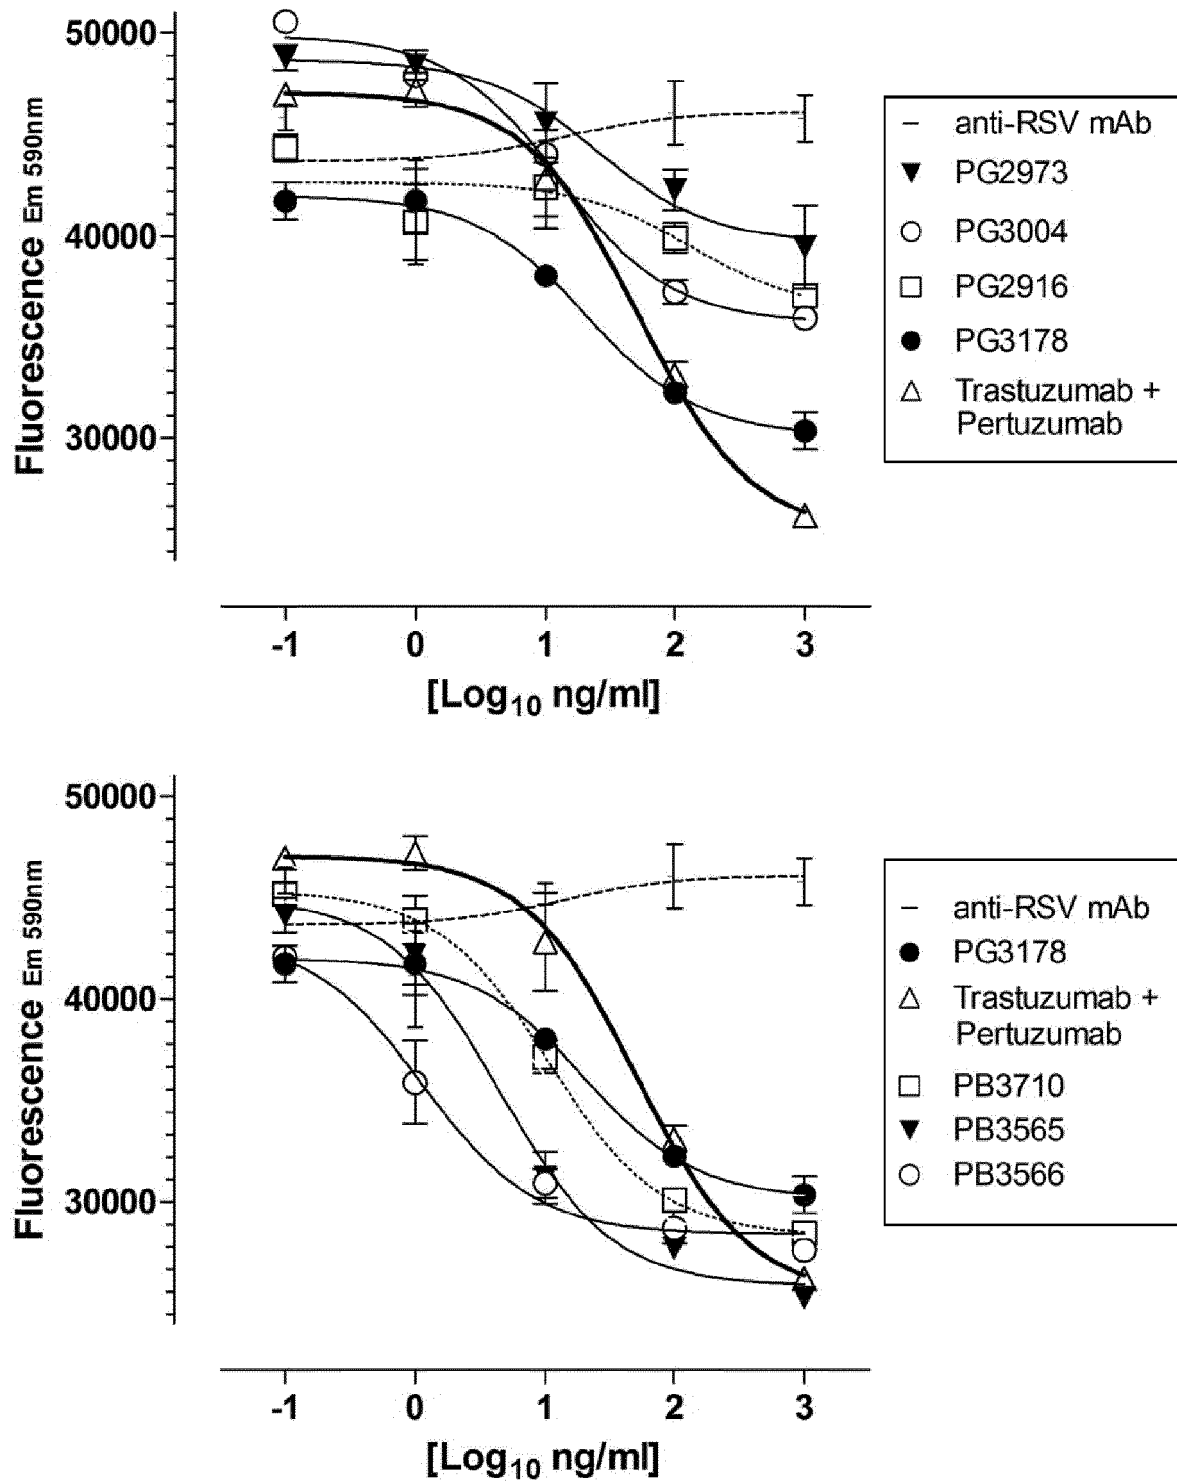 50000
40000
30000
Fluorescence Em 590nm
-1 0 1 2 3
[Log10 ng/ml]
anti-RSV mAb
PG2973
PG3004
PG2916
PG3178
Trastuzumab +
Pertuzumab
50000
40000
30000
Fluorescence Em 590nm
-1 0 1 2 3
[Log10 ng/ml]
anti-RSV mAb
PG3178
Trastuzumab +
Pertuzumab
PB3710
PB3565
PB3566